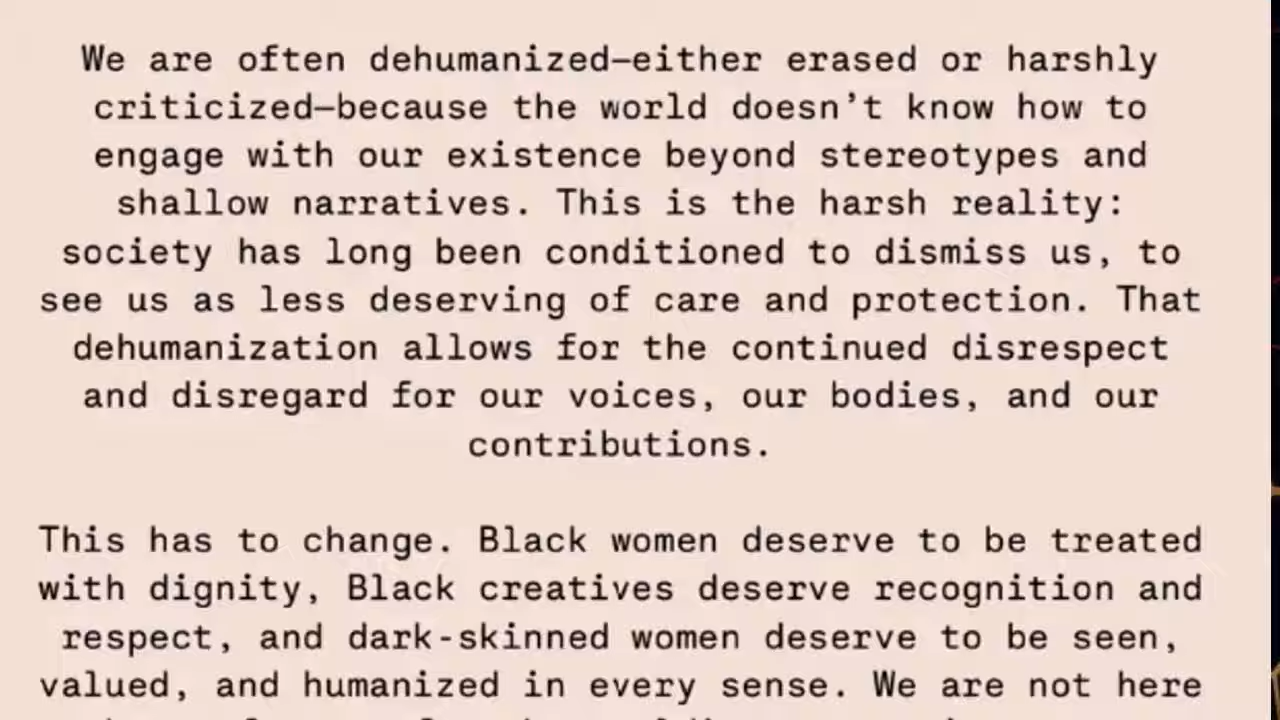 We are often dehumanized—either erased or harshly
criticized—because the world doesn’t know how to
engage with our existence beyond stereotypes and
shallow narratives. This is the harsh reality:
society has long been conditioned to dismiss us, to
see us as less deserving of care and protection. That
dehumanization allows for the continued disrespect
and disregard for our voices, our bodies, and our
contributions.
This has to change. Black women deserve to be treated
with dignity, Black creatives deserve recognition and
respect, and dark-skinned women deserve to be seen,
valued, and humanized in every sense. We are not here